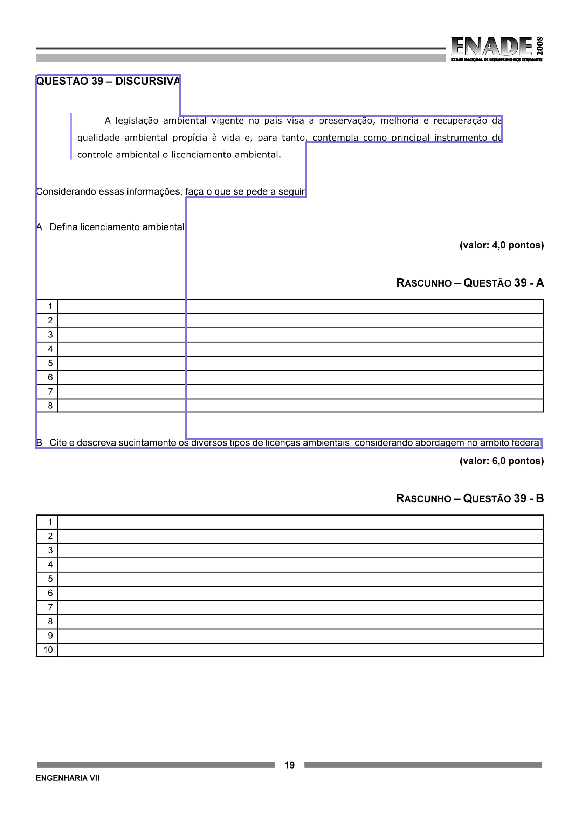 ENADE 2008
EXAME NACIONAL DE DESEMPENHO DOS ESTUDANTES
QUESTÃO 39 – DISCURSIVA
A legislação ambiental vigente no país visa a preservação, melhoria e recuperação da
qualidade ambiental propícia à vida e, para tanto, contempla como principal instrumento de
controle ambiental o licenciamento ambiental.
Considerando essas informações, faça o que se pede a seguir
A Defina licenciamento ambiental
(valor: 4,0 pontos)
RASCUNHO – QUESTÃO 39 - A
1
2
3
4
5
6
7
8
B Cite e descreva sucintamente os diversos tipos de licenças ambientais, considerando abordagem no âmbito federal
(valor: 6,0 pontos)
RASCUNHO – QUESTÃO 39 - B
1
2
3
4
5
6
7
8
9
10
19
ENGENHARIA VII